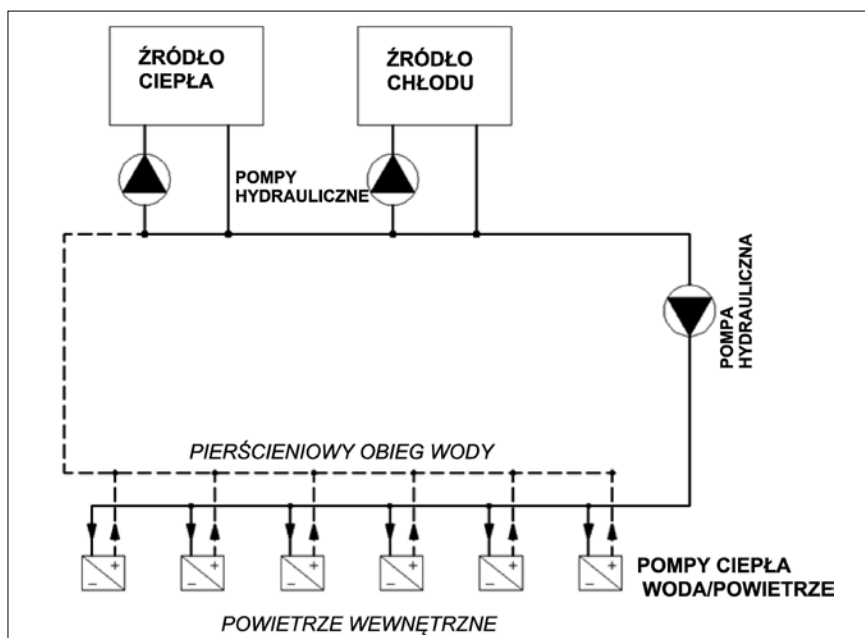 ŹRÓDŁO
CIEPŁA
ŹRÓDŁO
CHŁODU
POMPY
HYDRAULICZNE
POMPA
HYDRAULICZNA
PIERŚCIENIOWY OBIEG WODY
− +
− +
− +
− +
− +
− +
POMPY CIEPŁA
WODA/POWIETRZE
POWIETRZE WEWNĘTRZNE